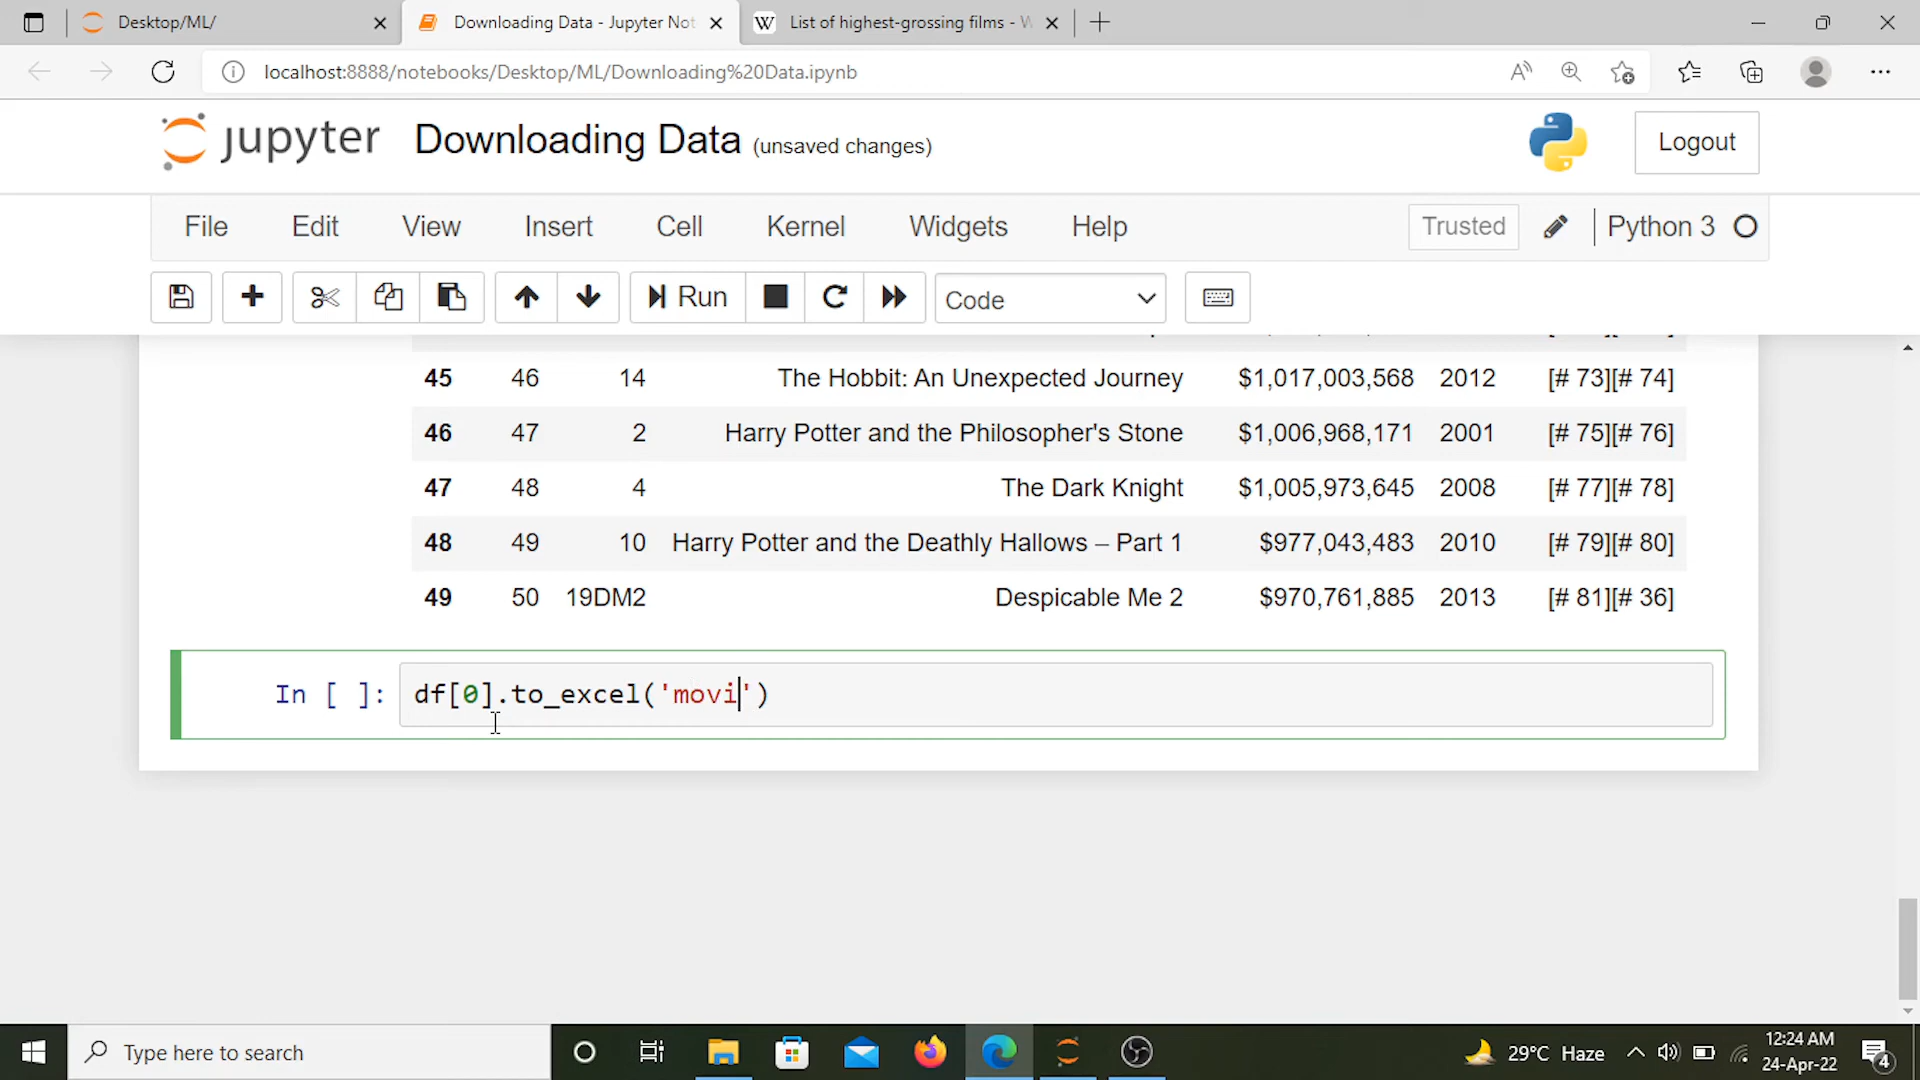 Desktop/ML/
Downloading Data - Jupyter Not
W List of highest-grossing films - W
localhost:8888/notebooks/Desktop/ML/Downloading%20Data.ipynb
jupyter Downloading Data (unsaved changes)
Logout
File Edit View Insert Cell Kernel Widgets Help
Trusted Python 3
Run Code
45 46 14 The Hobbit: An Unexpected Journey $1,017,003,568 2012 [# 73][# 74]
46 47 2 Harry Potter and the Philosopher's Stone $1,006,968,171 2001 [# 75][# 76]
47 48 4 The Dark Knight $1,005,973,645 2008 [# 77][# 78]
48 49 10 Harry Potter and the Deathly Hallows – Part 1 $977,043,483 2010 [# 79][# 80]
49 50 19DM2 Despicable Me 2 $970,761,885 2013 [# 81][# 36]
In [ ]: df[0].to_excel('movi')
Type here to search
29°C Haze
12:24 AM
24-Apr-22
4